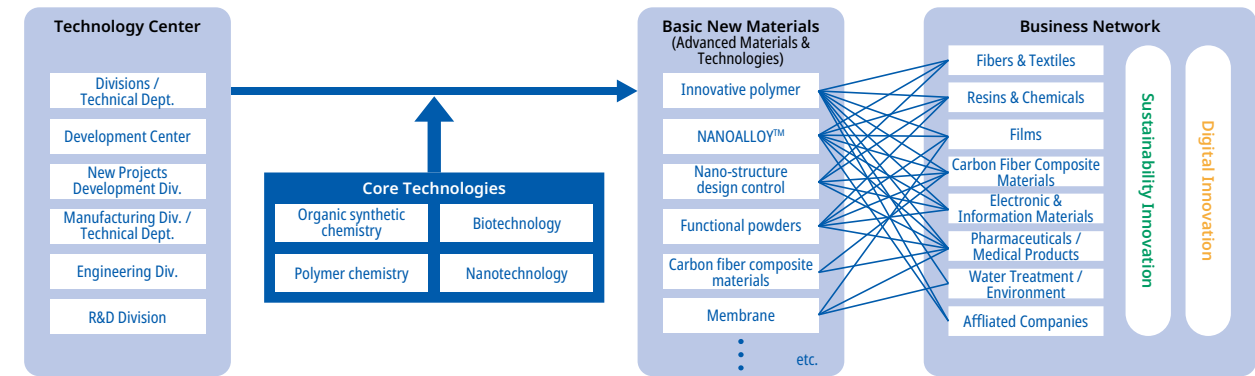 Technology Center
Divisions /
Technical Dept.
Development Center
New Projects
Development Div.
Manufacturing Div. /
Technical Dept.
Engineering Div.
R&D Division
Core Technologies
Organic synthetic
chemistry
Biotechnology
Polymer chemistry
Nanotechnology
Basic New Materials
(Advanced Materials &
Technologies)
Innovative polymer
NANOALLOY™
Nano-structure
design control
Functional powders
Carbon fiber composite
materials
Membrane
etc.
Business Network
Fibers & Textiles
Resins & Chemicals
Films
Carbon Fiber Composite
Materials
Electronic &
Information Materials
Pharmaceuticals /
Medical Products
Water Treatment /
Environment
Affliated Companies
Sustainability Innovation
Digital Innovation